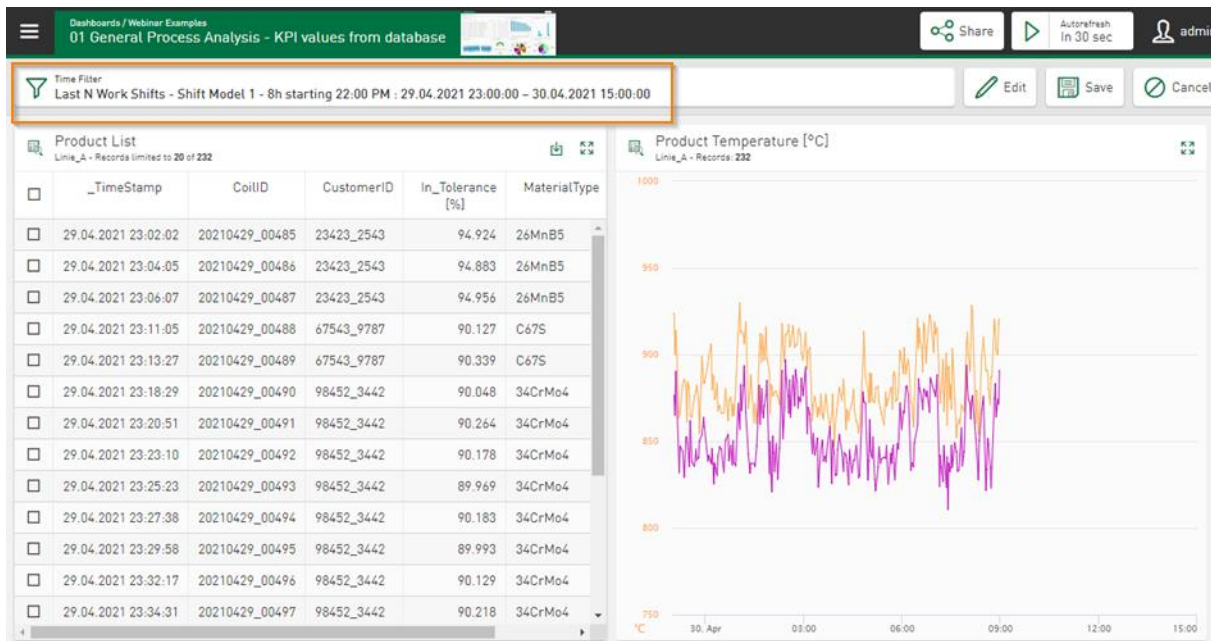 Dashboards / Webinar Examples
01 General Process Analysis - KPI values from database
Share
Autorefresh
In 30 sec
admi
Time Filter
Last N Work Shifts - Shift Model 1 - 8h starting 22:00 PM : 29.04.2021 23:00:00 – 30.04.2021 15:00:00
Edit
Save
Cancel
Product List
Linie_A - Records limited to 20 of 232
_TimeStamp CoilID CustomerID In_Tolerance [%] MaterialType
29.04.2021 23:02:02 20210429_00485 23423_2543 94.924 26MnB5
29.04.2021 23:04:05 20210429_00486 23423_2543 94.883 26MnB5
29.04.2021 23:06:07 20210429_00487 23423_2543 94.956 26MnB5
29.04.2021 23:11:05 20210429_00488 67543_9787 90.127 C67S
29.04.2021 23:13:27 20210429_00489 67543_9787 90.339 C67S
29.04.2021 23:18:29 20210429_00490 98452_3442 90.048 34CrMo4
29.04.2021 23:20:51 20210429_00491 98452_3442 90.264 34CrMo4
29.04.2021 23:23:10 20210429_00492 98452_3442 90.178 34CrMo4
29.04.2021 23:25:23 20210429_00493 98452_3442 89.969 34CrMo4
29.04.2021 23:27:38 20210429_00494 98452_3442 90.183 34CrMo4
29.04.2021 23:29:58 20210429_00495 98452_3442 89.993 34CrMo4
29.04.2021 23:32:17 20210429_00496 98452_3442 90.129 34CrMo4
29.04.2021 23:34:31 20210429_00497 98452_3442 90.218 34CrMo4
Product Temperature [°C]
Linie_A - Records: 232
1000
950
900
850
800
750
°C 30. Apr 03:00 06:00 09:00 12:00 15:00